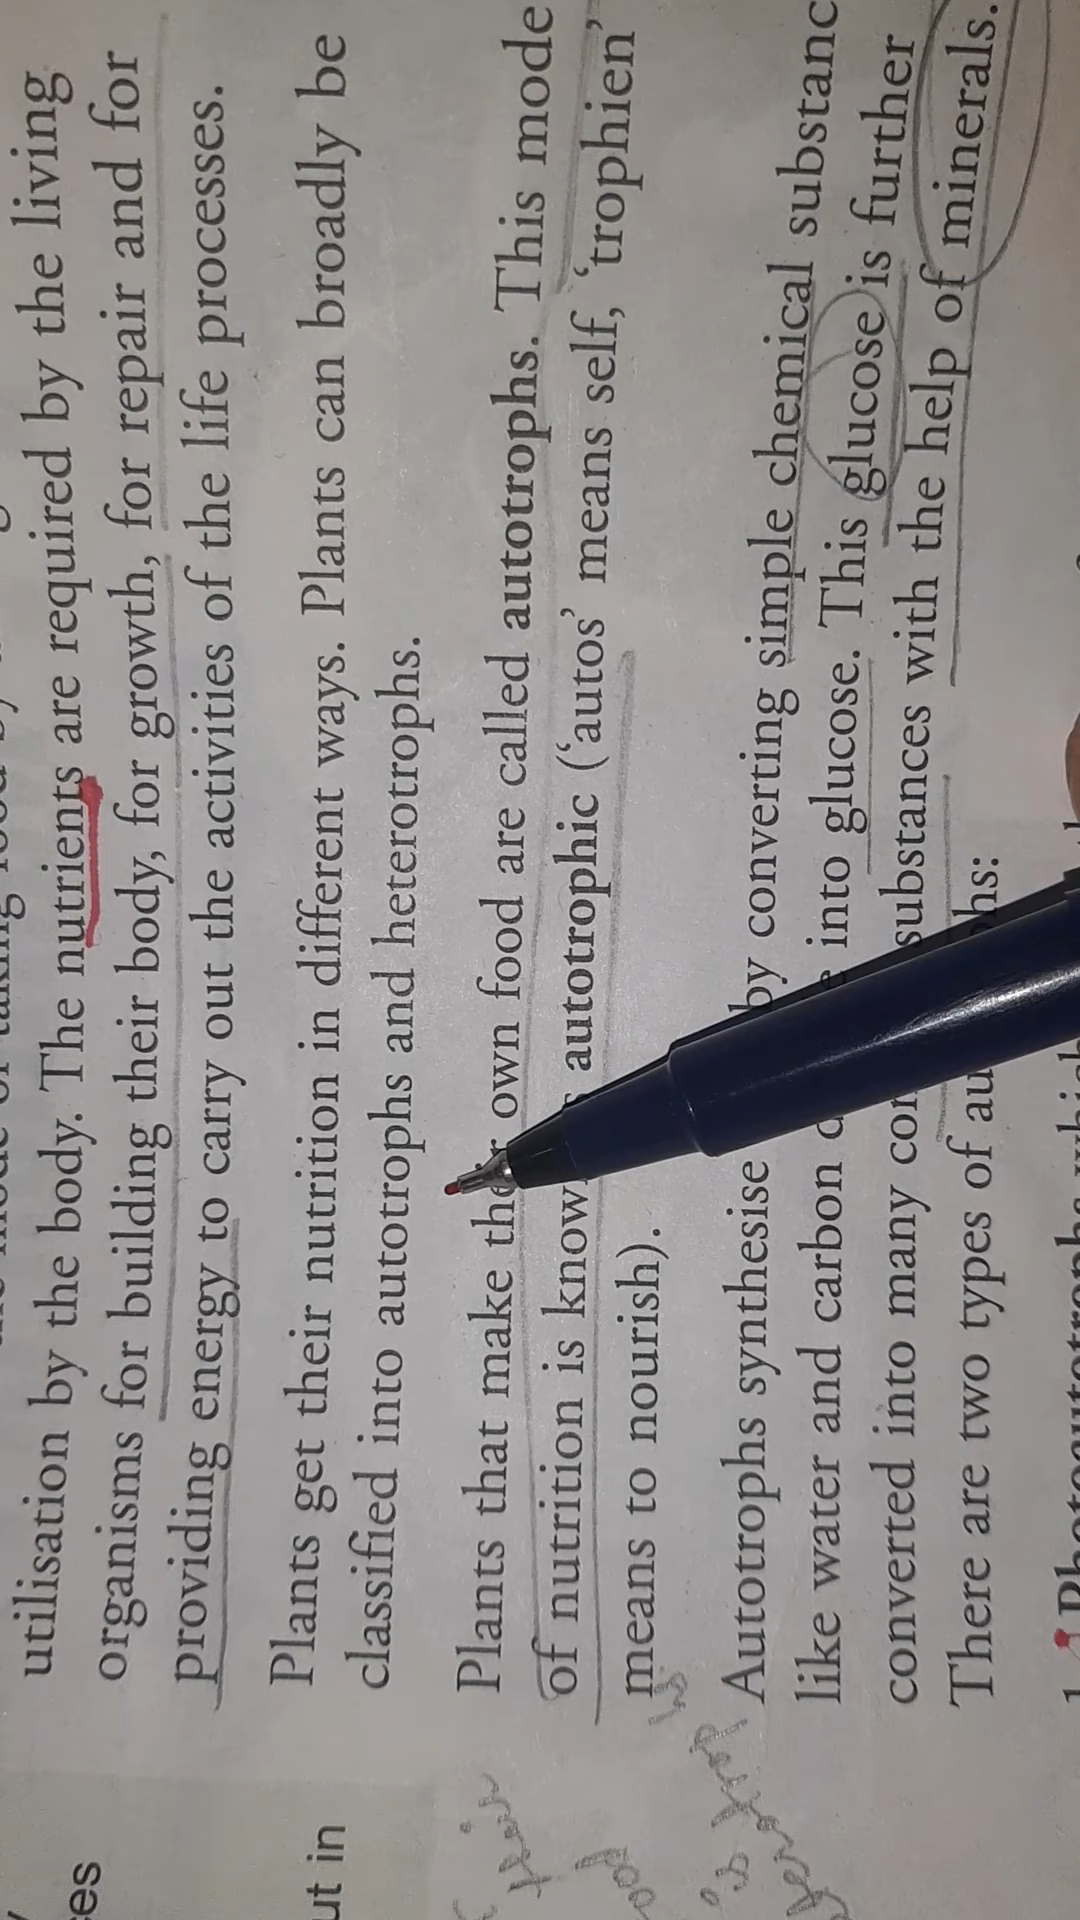 utilisation by the body. The nutrients are required by the living
organisms for building their body, for growth, for repair and for
providing energy to carry out the activities of the life processes.
Plants get their nutrition in different ways. Plants can broadly be
classified into autotrophs and heterotrophs.
Plants that make their own food are called autotrophs. This mode
of nutrition is known autotrophic (‘autos’ means self, ‘trophien’
means to nourish).
Autotrophs synthesise by converting simple chemical substanc
like water and carbon into glucose. This glucose is further
converted into many substances with the help of minerals.
There are two types of
es
ut in